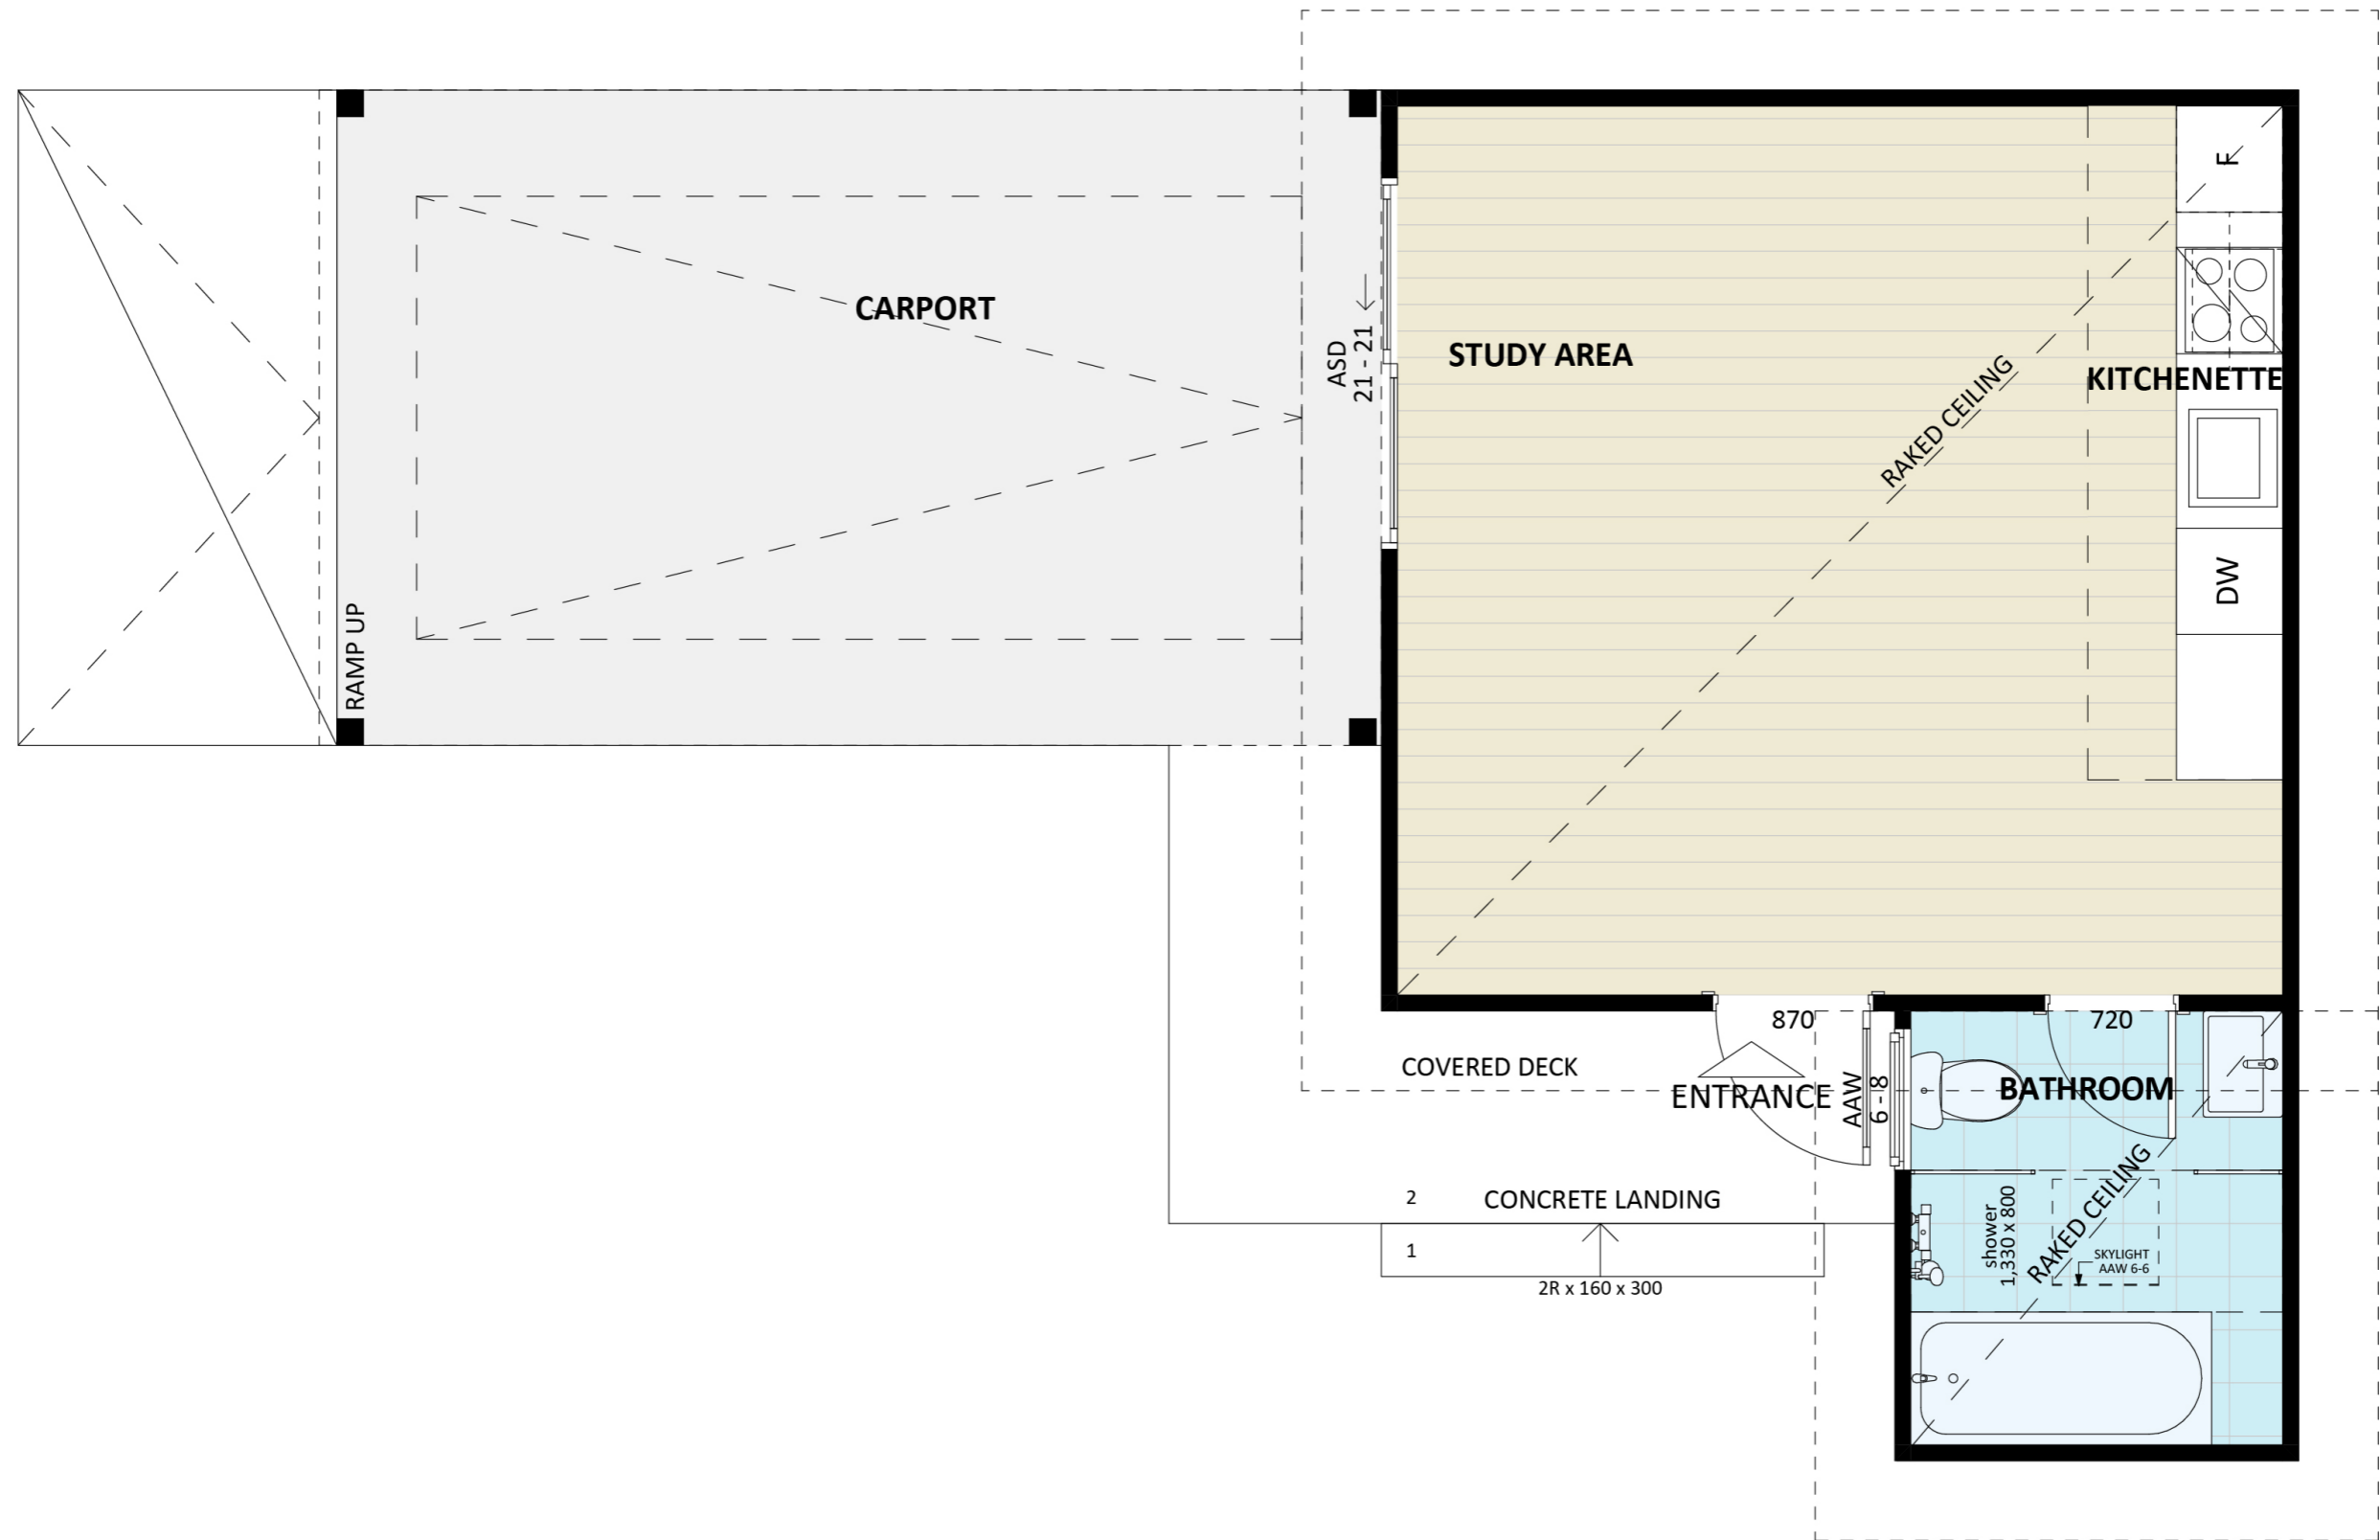 CARPORT
RAMP UP
ASD
21 - 21
STUDY AREA
RAKED CEILING
F
KITCHENETTE
DW
870
720
COVERED DECK
ENTRANCE
AAW
6 - 8
BATHROOM
2
CONCRETE LANDING
1
2R x 160 x 300
shower
1,330 x 800
RAKED CEILING
SKYLIGHT
AAW 6-6